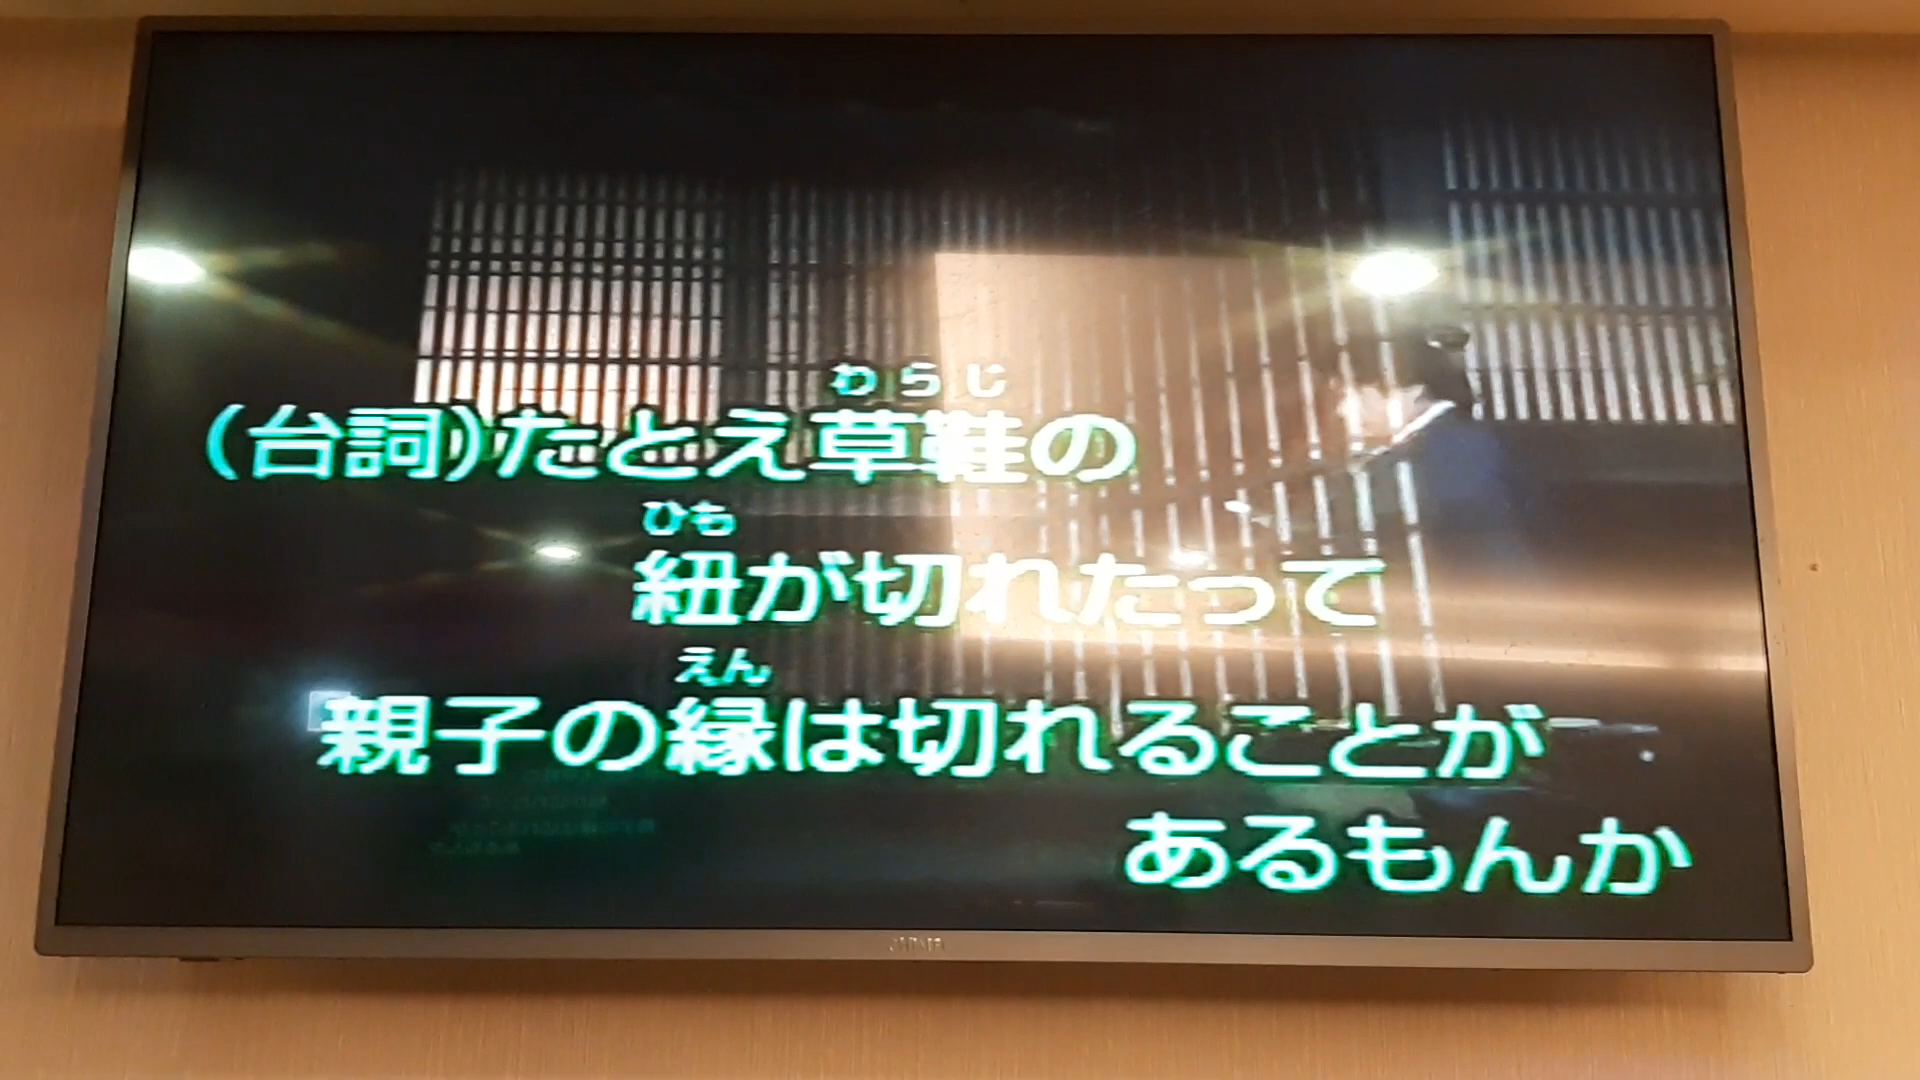 わらじ
(台詞)たとえ草鞋の
ひも
紐が切れたって
えん
親子の縁は切れることが
あるもんか